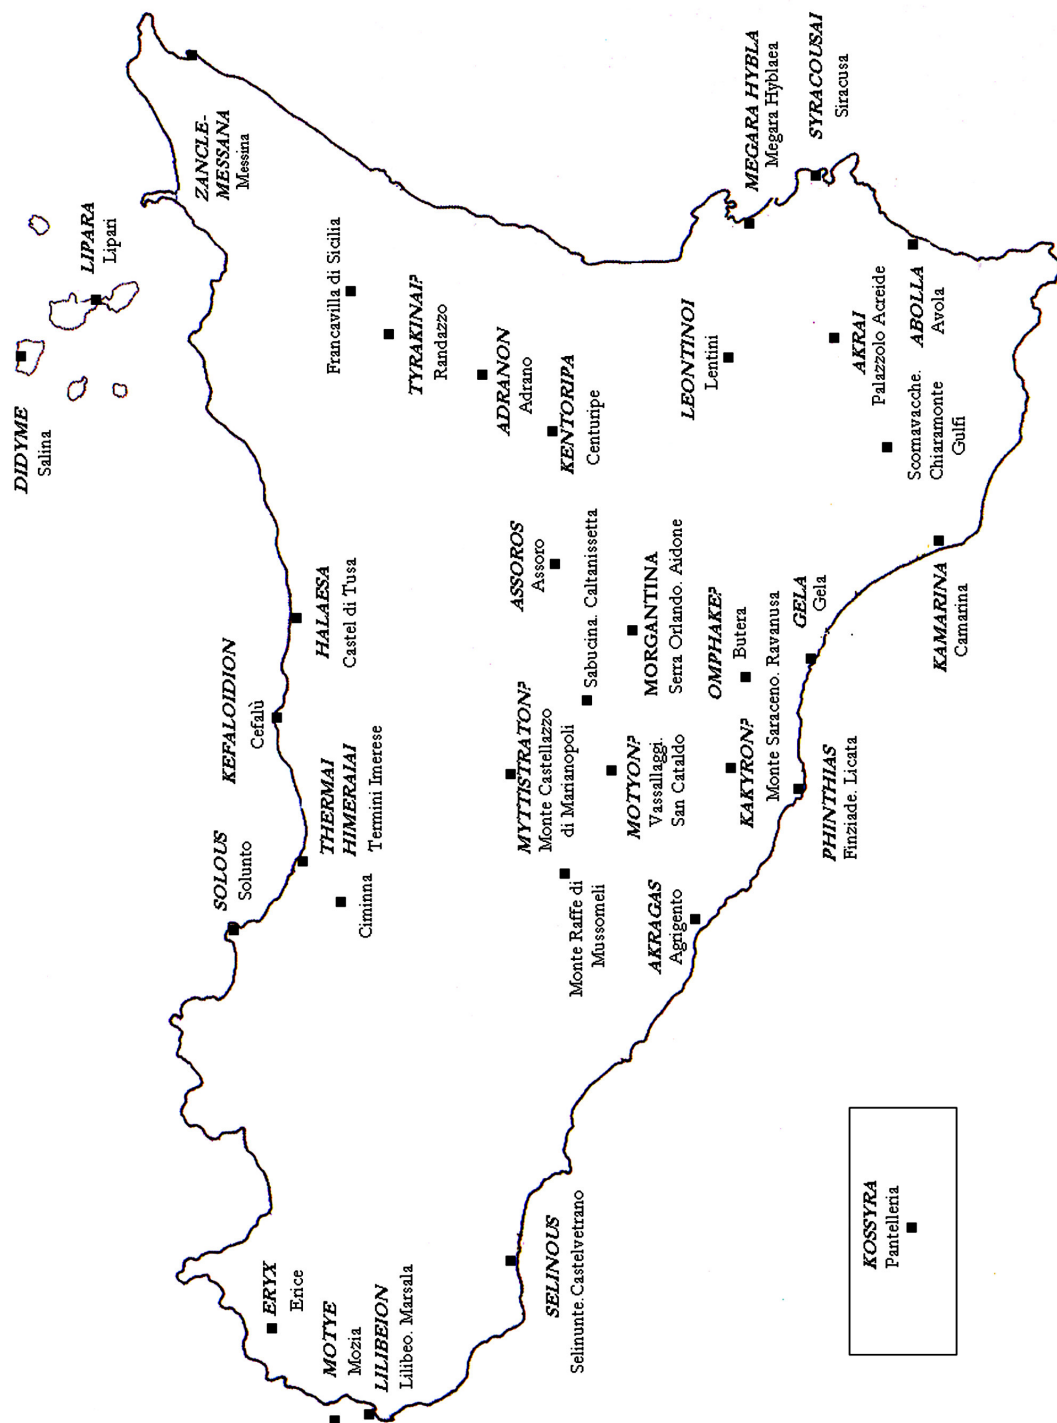 DIDYME
Salina
LIPARA
Lipari
ZANCLE-
MESSANA
Messina
SOLOUS
Solunto
KEFALOIDION
Cefalù
HALAESA
Castel di Tusa
THERMAI
HIMERAIAI
Termini Imerese
Ciminna
ERYX
Erice
MOTYE
Mozia
LILIBEION
Lilibeo. Marsala
Francavilla di Sicilia
TYRAKINAI?
Randazzo
ADRANON
Adrano
KENTORIPA
Centuripe
ASSOROS
Assoro
MYTTISTRATON?
Monte Castellazzo
di Marianopoli
Sabucina. Caltanissetta
Monte Raffe di
Mussomeli
MOTYON?
Vassallaggi.
San Cataldo
MORGANTINA
Serra Orlando. Aidone
SELINOUS
Selinunte.Castelvetrano
AKRAGAS
Agrigento
KAKYRON?
Monte Saraceno. Ravanusa
OMPHAKE?
Butera
LEONTINOI
Lentini
MEGARA HYBLA
Megara Hyblaea
SYRACOUSAI
Siracusa
PHINTHIAS
Finziade. Licata
GELA
Gela
AKRAI
Palazzolo Acreide
ABOLLA
Avola
Scornavacche.
Chiaramonte
Gulfi
KAMARINA
Camarina
KOSSYRA
Pantelleria